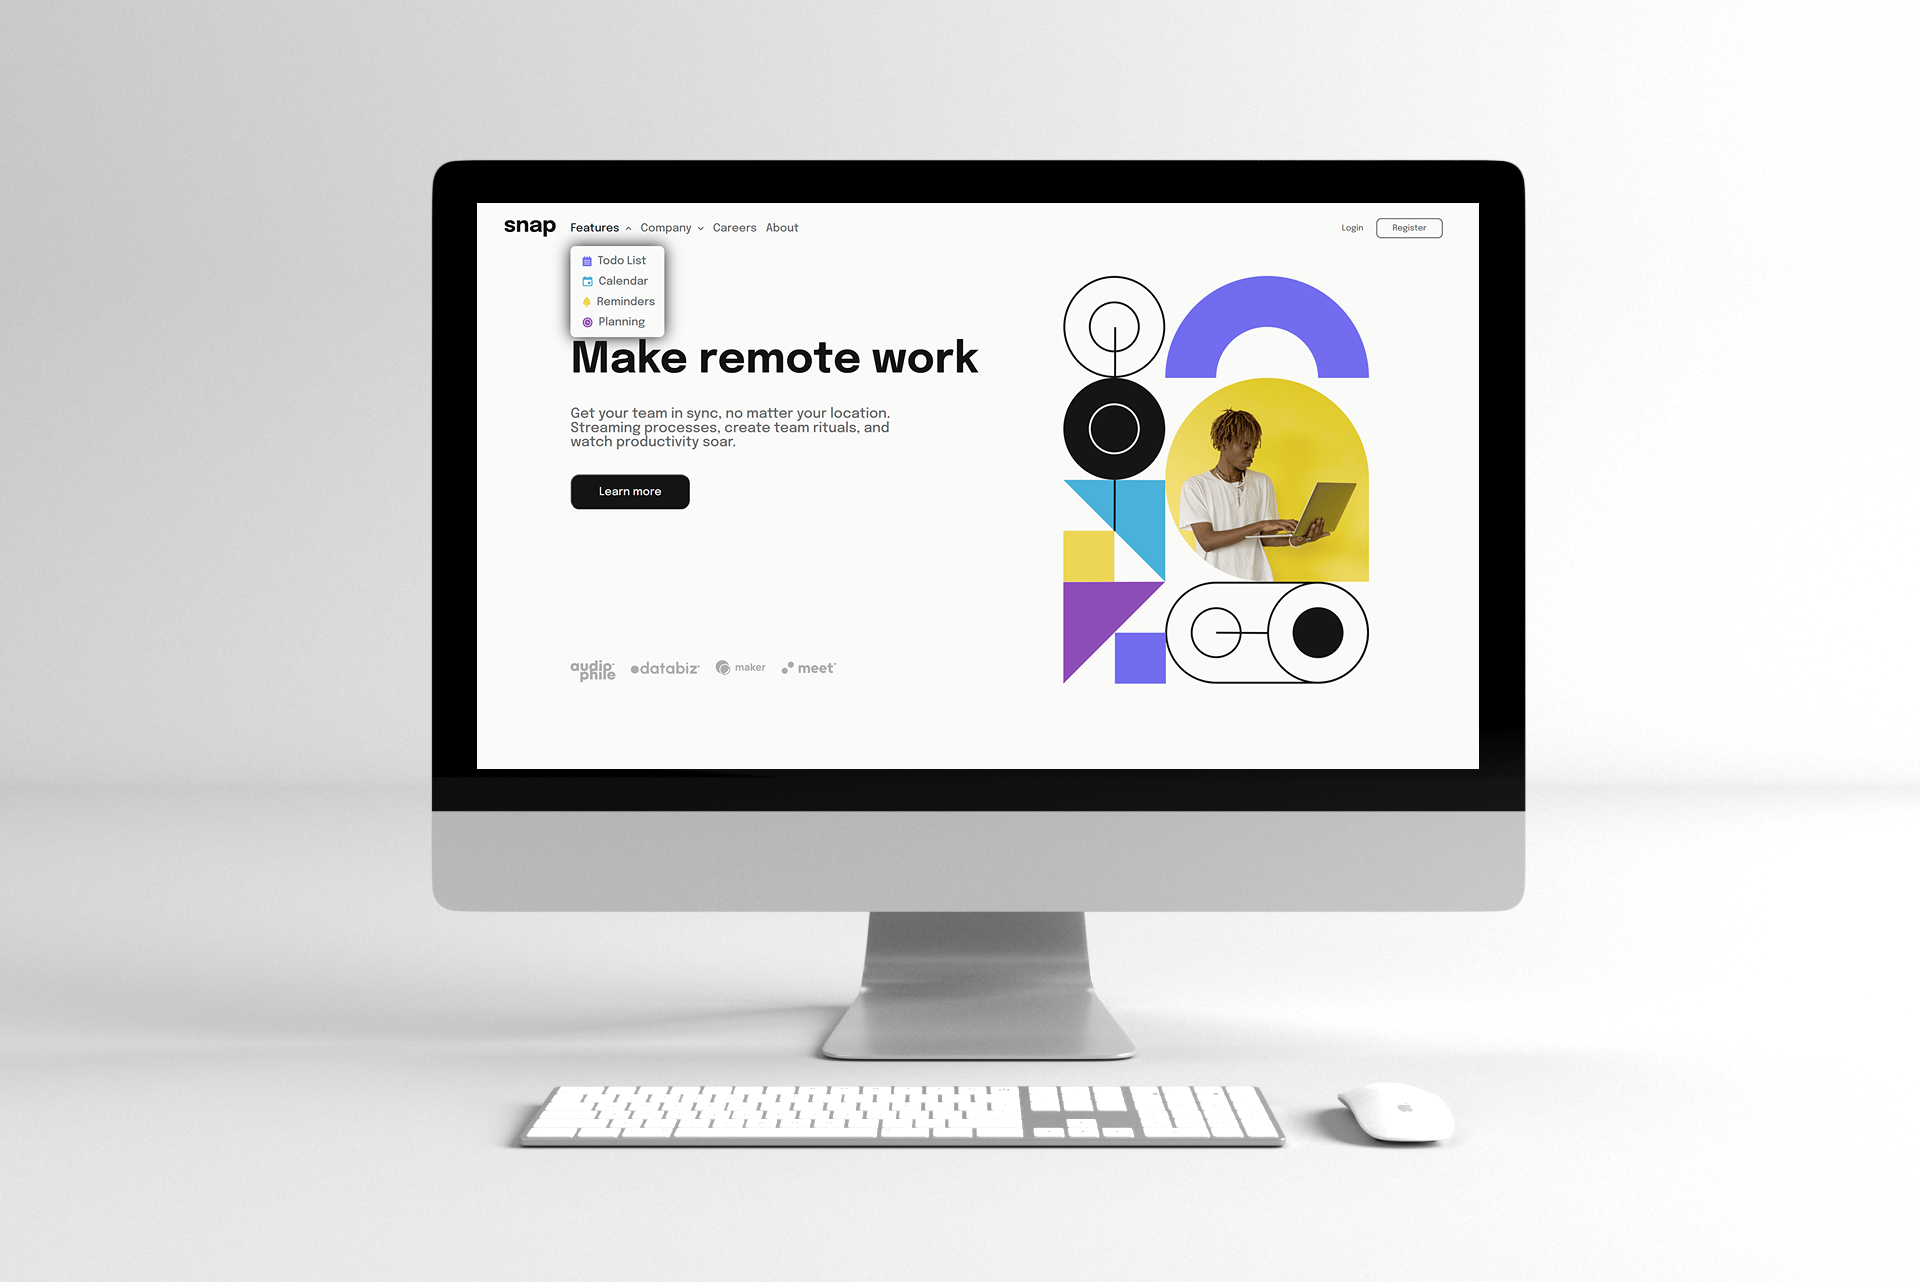 snap Features Company Careers About Login Register
Todo List
Calendar
Reminders
Planning
Make remote work
Get your team in sync, no matter your location.
Streaming processes, create team rituals, and
watch productivity soar.
Learn more
audiophile databiz maker meet